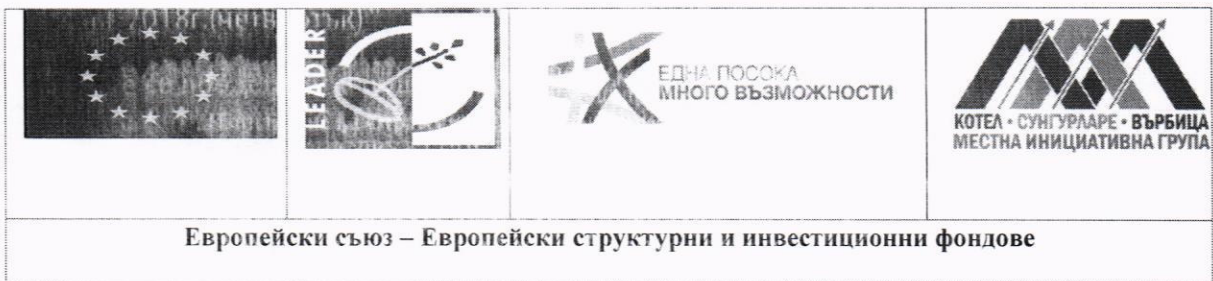 LEADER
ЕДНА ПОСОКА
МНОГО ВЪЗМОЖНОСТИ
КОТЕЛ • СУНГУРЛАРЕ • ВЪРБИЦА
МЕСТНА ИНИЦИАТИВНА ГРУПА
Европейски съюз – Европейски структурни и инвестиционни фондове